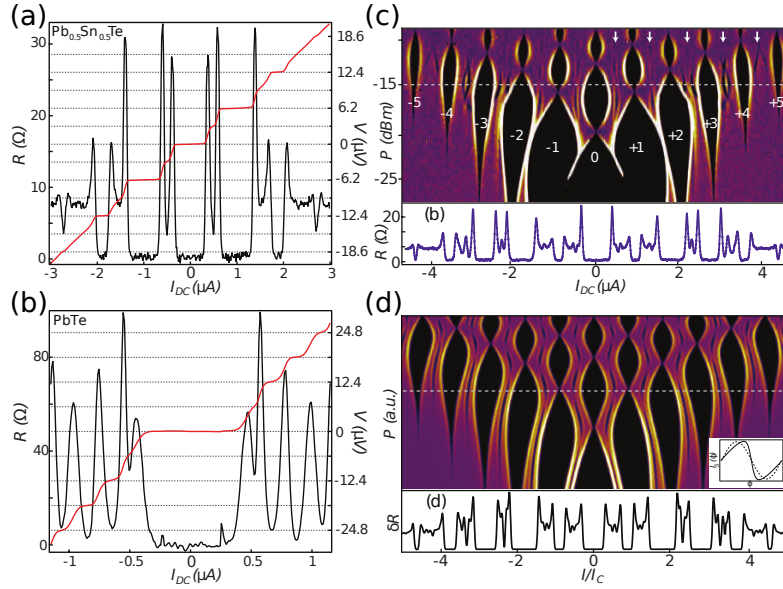 (a)
Pb0.5Sn0.5Te
30
20
10
0
R (Ω)
18.6
12.4
6.2
0
-6.2
-12.4
-18.6
V (μV)
-3 -2 -1 0 1 2 3
IDC(μA)
(b)
PbTe
80
40
0
R (Ω)
24.8
12.4
0
-12.4
-24.8
V (μV)
-1 -0.5 0 0.5 1
IDC(μA)
(c)
-15
-25
P (dBm)
-5 -4 -3 -2 -1 0 +1 +2 +3 +4 +5
(b)
20
0
R (Ω)
-4 -2 0 2 4
IDC(μA)
(d)
P (a.u.)
Φ
(d)
δR
-4 -2 0 2 4
I/IC